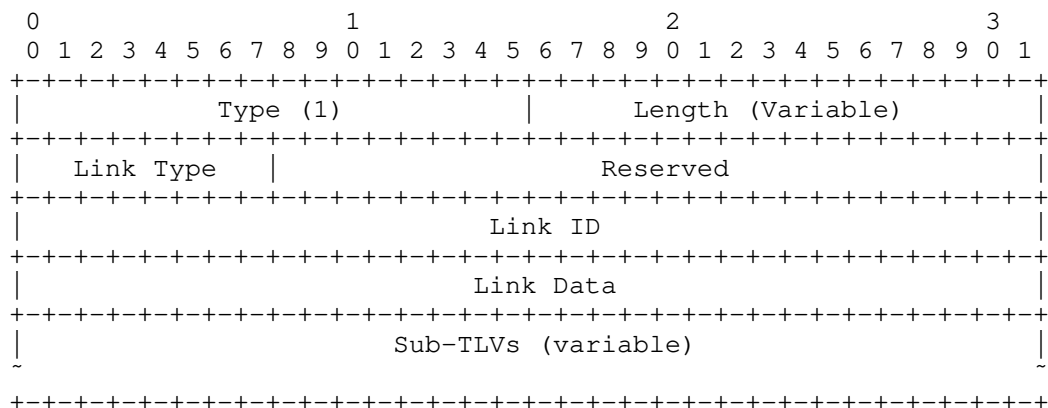 0                   1                   2                   3
 0 1 2 3 4 5 6 7 8 9 0 1 2 3 4 5 6 7 8 9 0 1 2 3 4 5 6 7 8 9 0 1
+-+-+-+-+-+-+-+-+-+-+-+-+-+-+-+-+-+-+-+-+-+-+-+-+-+-+-+-+-+-+-+-+
|            Type (1)           |      Length (Variable)        |
+-+-+-+-+-+-+-+-+-+-+-+-+-+-+-+-+-+-+-+-+-+-+-+-+-+-+-+-+-+-+-+-+
|   Link Type   |                    Reserved                   |
+-+-+-+-+-+-+-+-+-+-+-+-+-+-+-+-+-+-+-+-+-+-+-+-+-+-+-+-+-+-+-+-+
|                             Link ID                           |
+-+-+-+-+-+-+-+-+-+-+-+-+-+-+-+-+-+-+-+-+-+-+-+-+-+-+-+-+-+-+-+-+
|                            Link Data                          |
+-+-+-+-+-+-+-+-+-+-+-+-+-+-+-+-+-+-+-+-+-+-+-+-+-+-+-+-+-+-+-+-+
|                       Sub-TLVs (variable)                     |
~                                                               ~
+-+-+-+-+-+-+-+-+-+-+-+-+-+-+-+-+-+-+-+-+-+-+-+-+-+-+-+-+-+-+-+-+